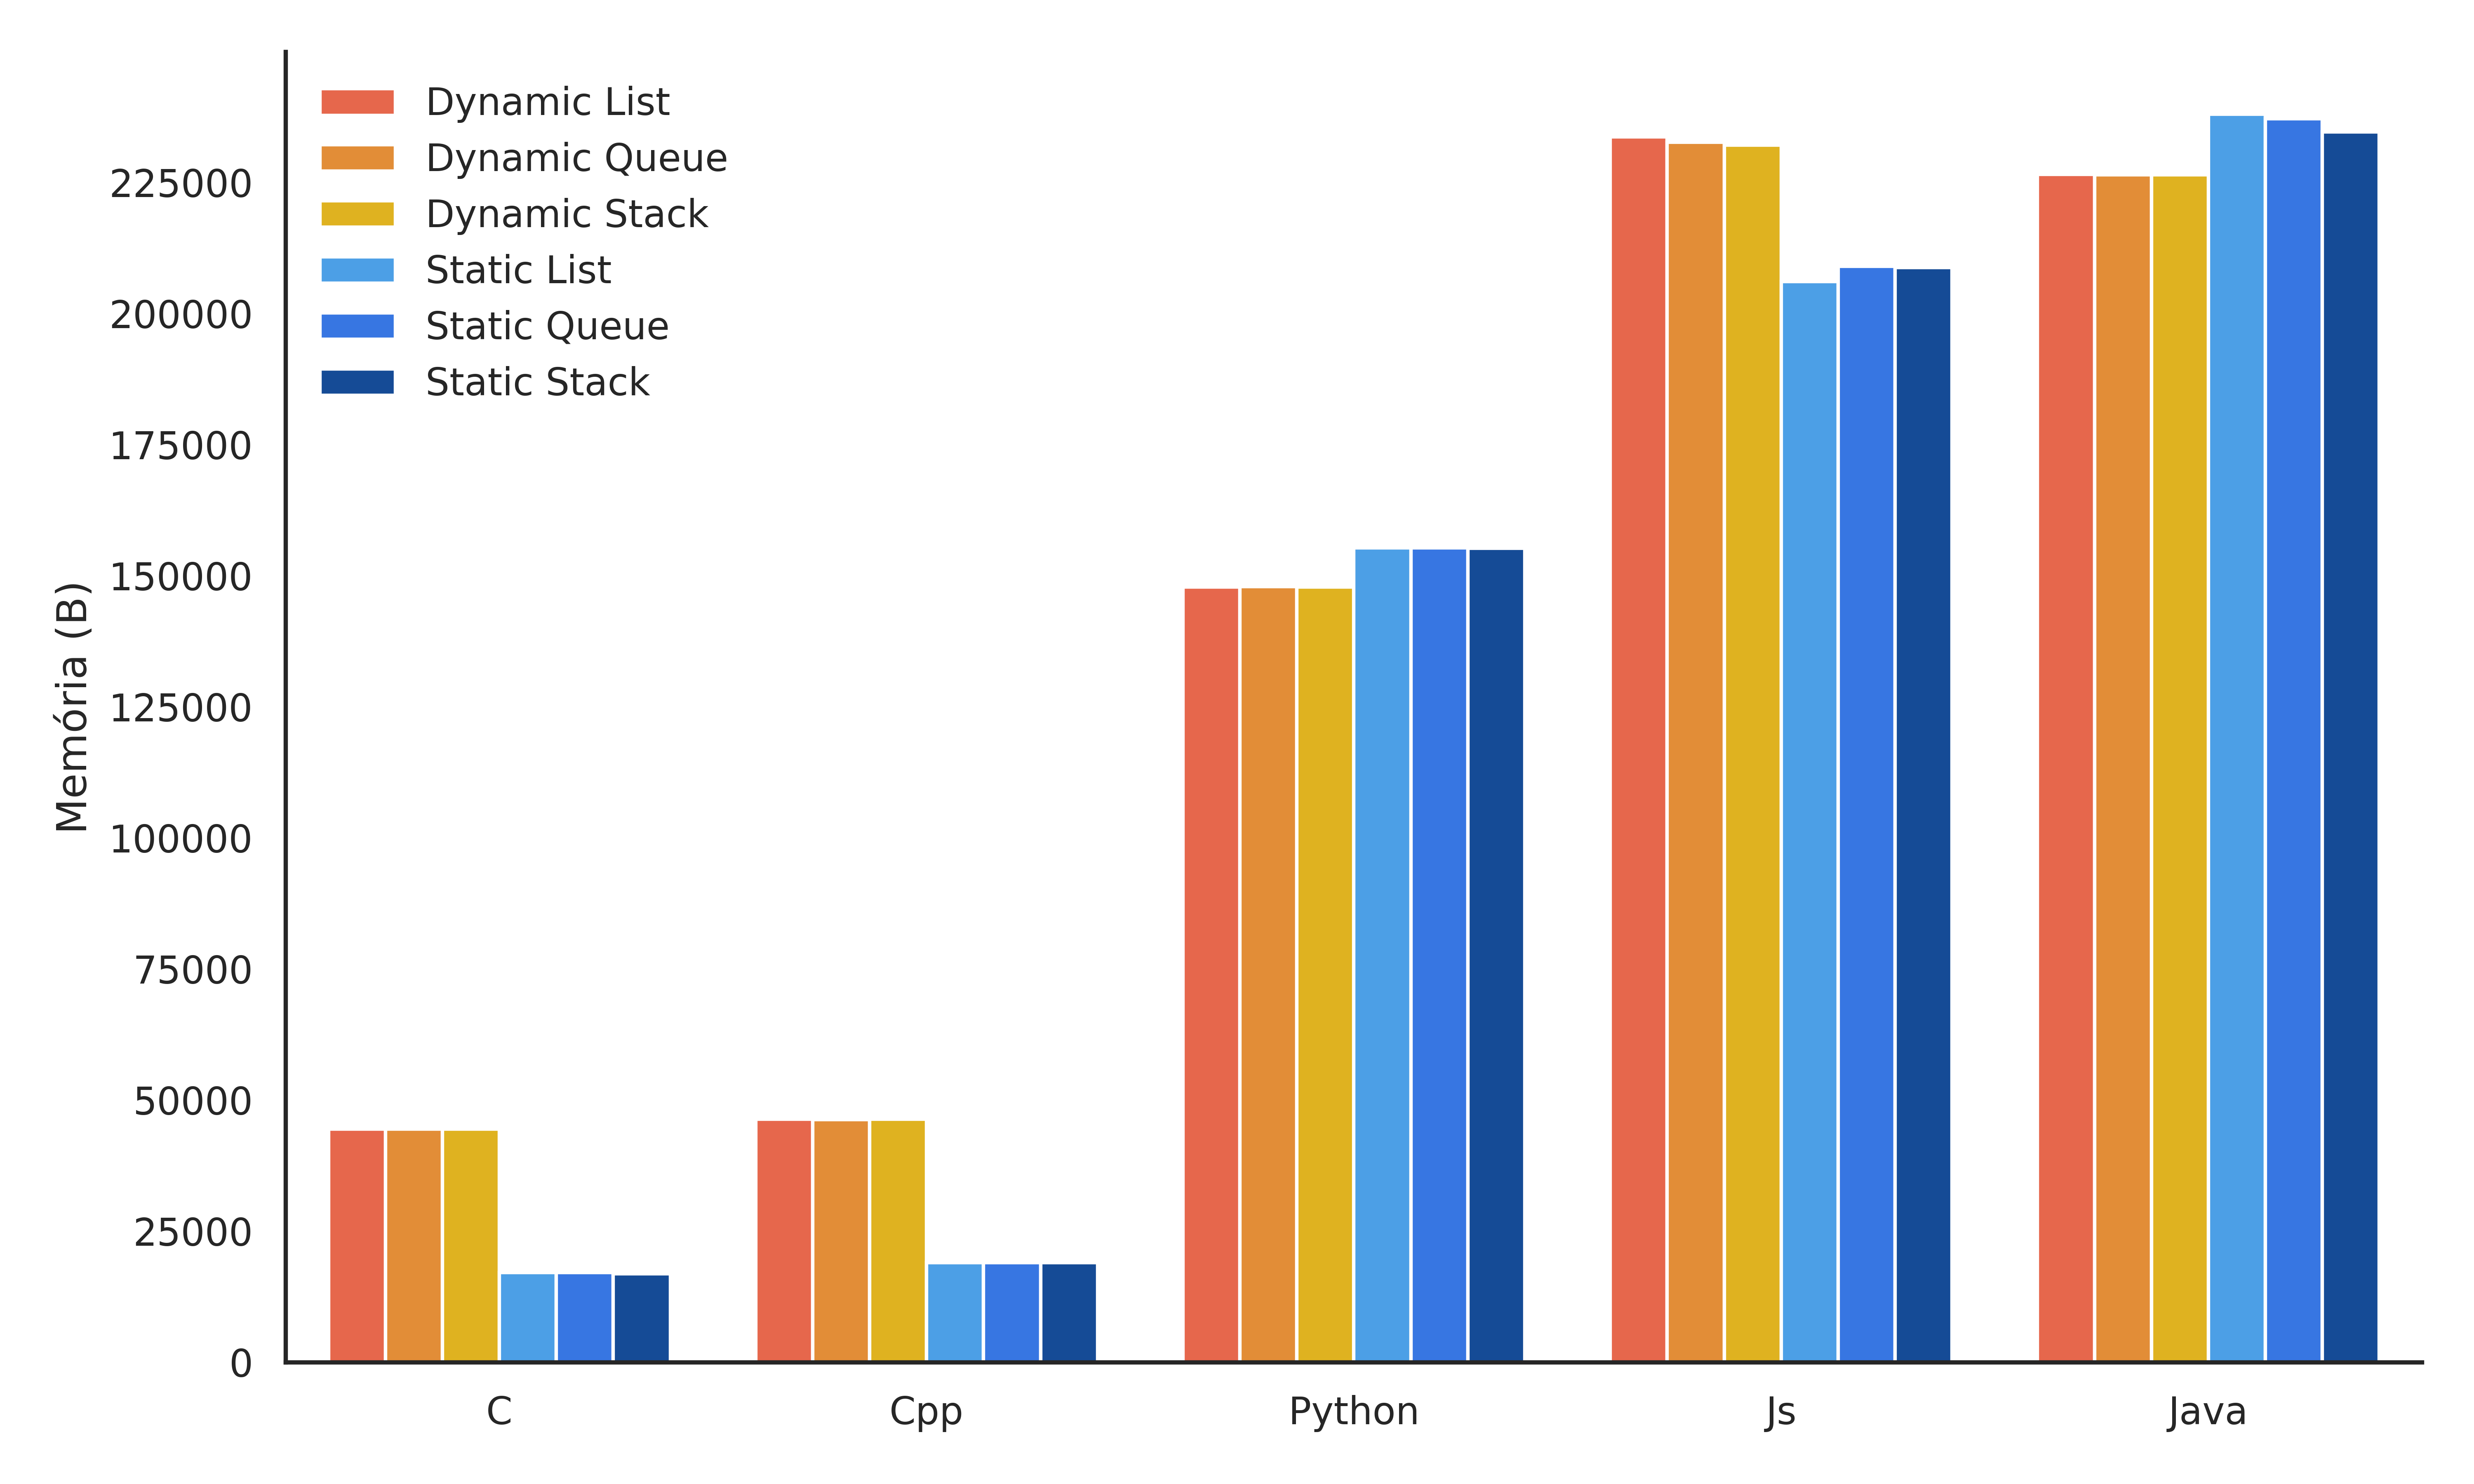 Dynamic List
Dynamic Queue
Dynamic Stack
Static List
Static Queue
Static Stack
Memória (B)
225000
200000
175000
150000
125000
100000
75000
50000
25000
0
C
Cpp
Python
Js
Java